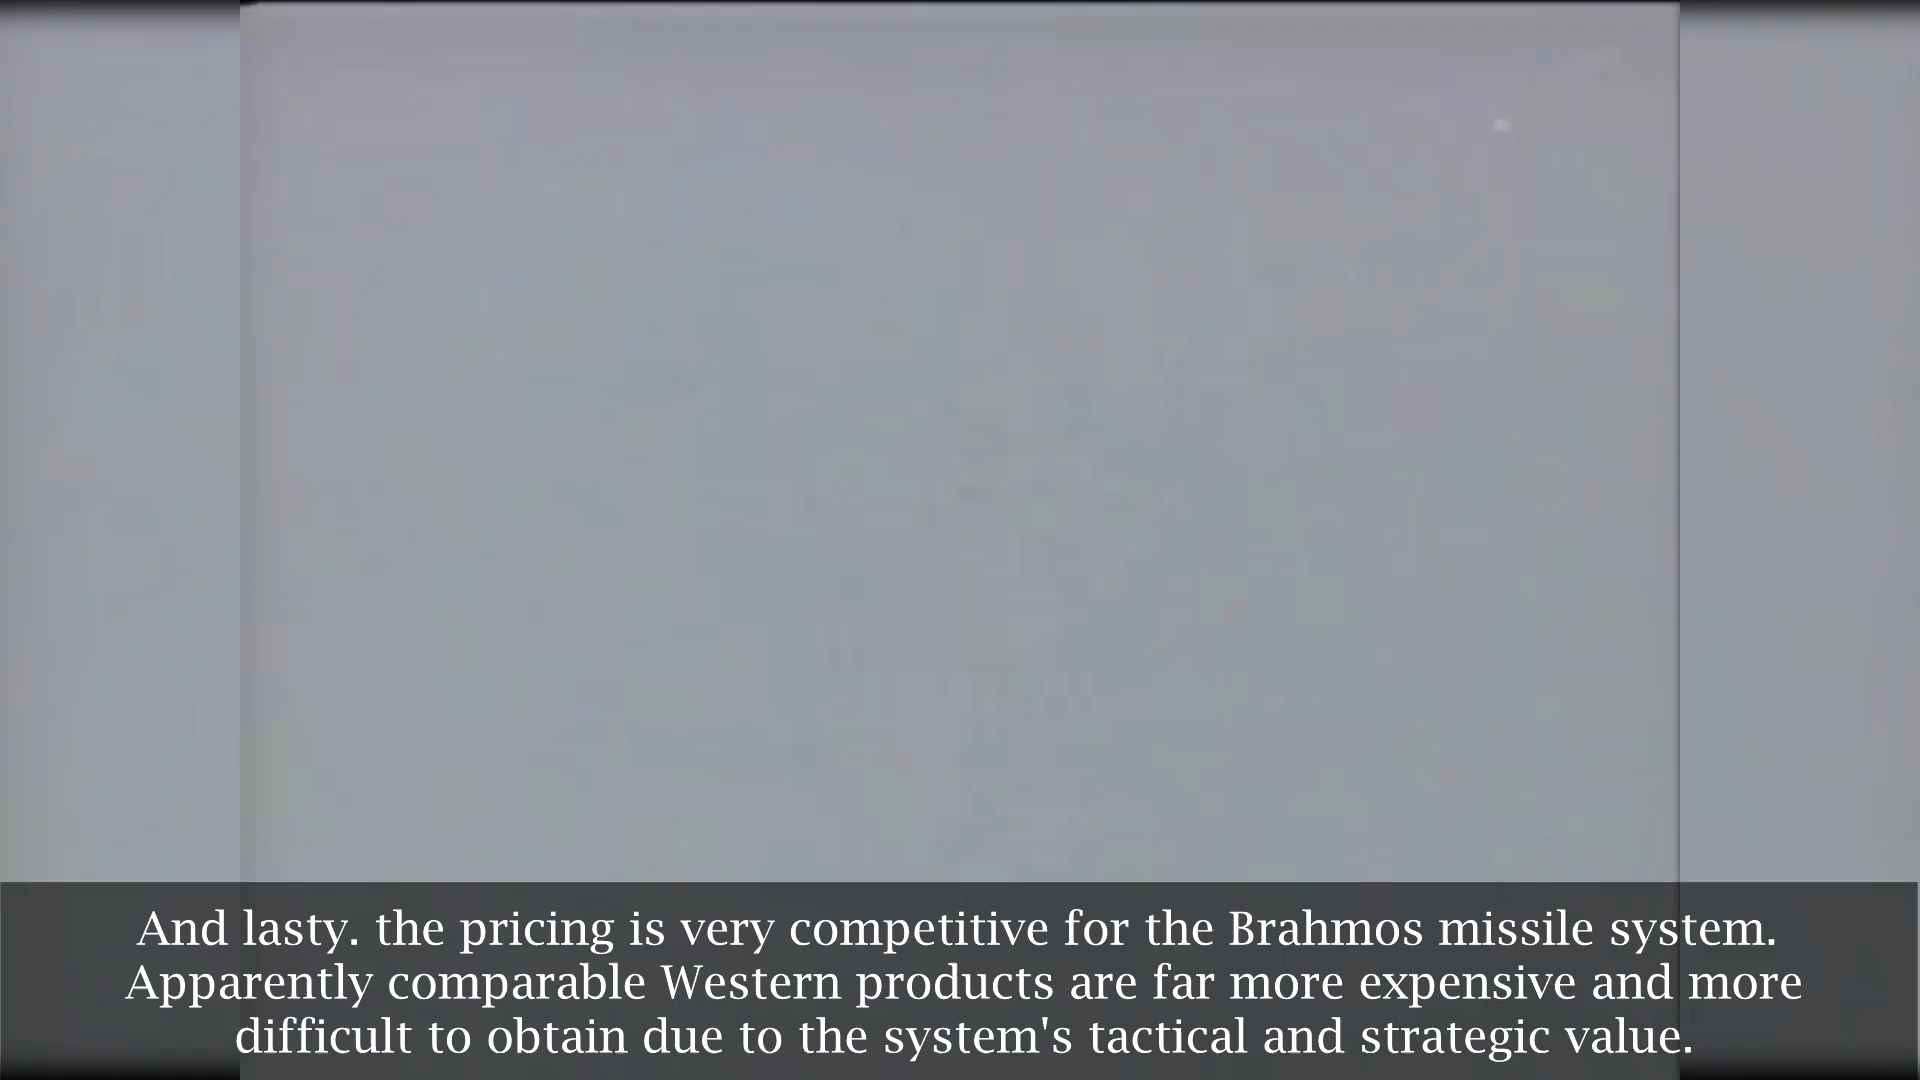 And lasty. the pricing is very competitive for the Brahmos missile system.
Apparently comparable Western products are far more expensive and more
difficult to obtain due to the system's tactical and strategic value.